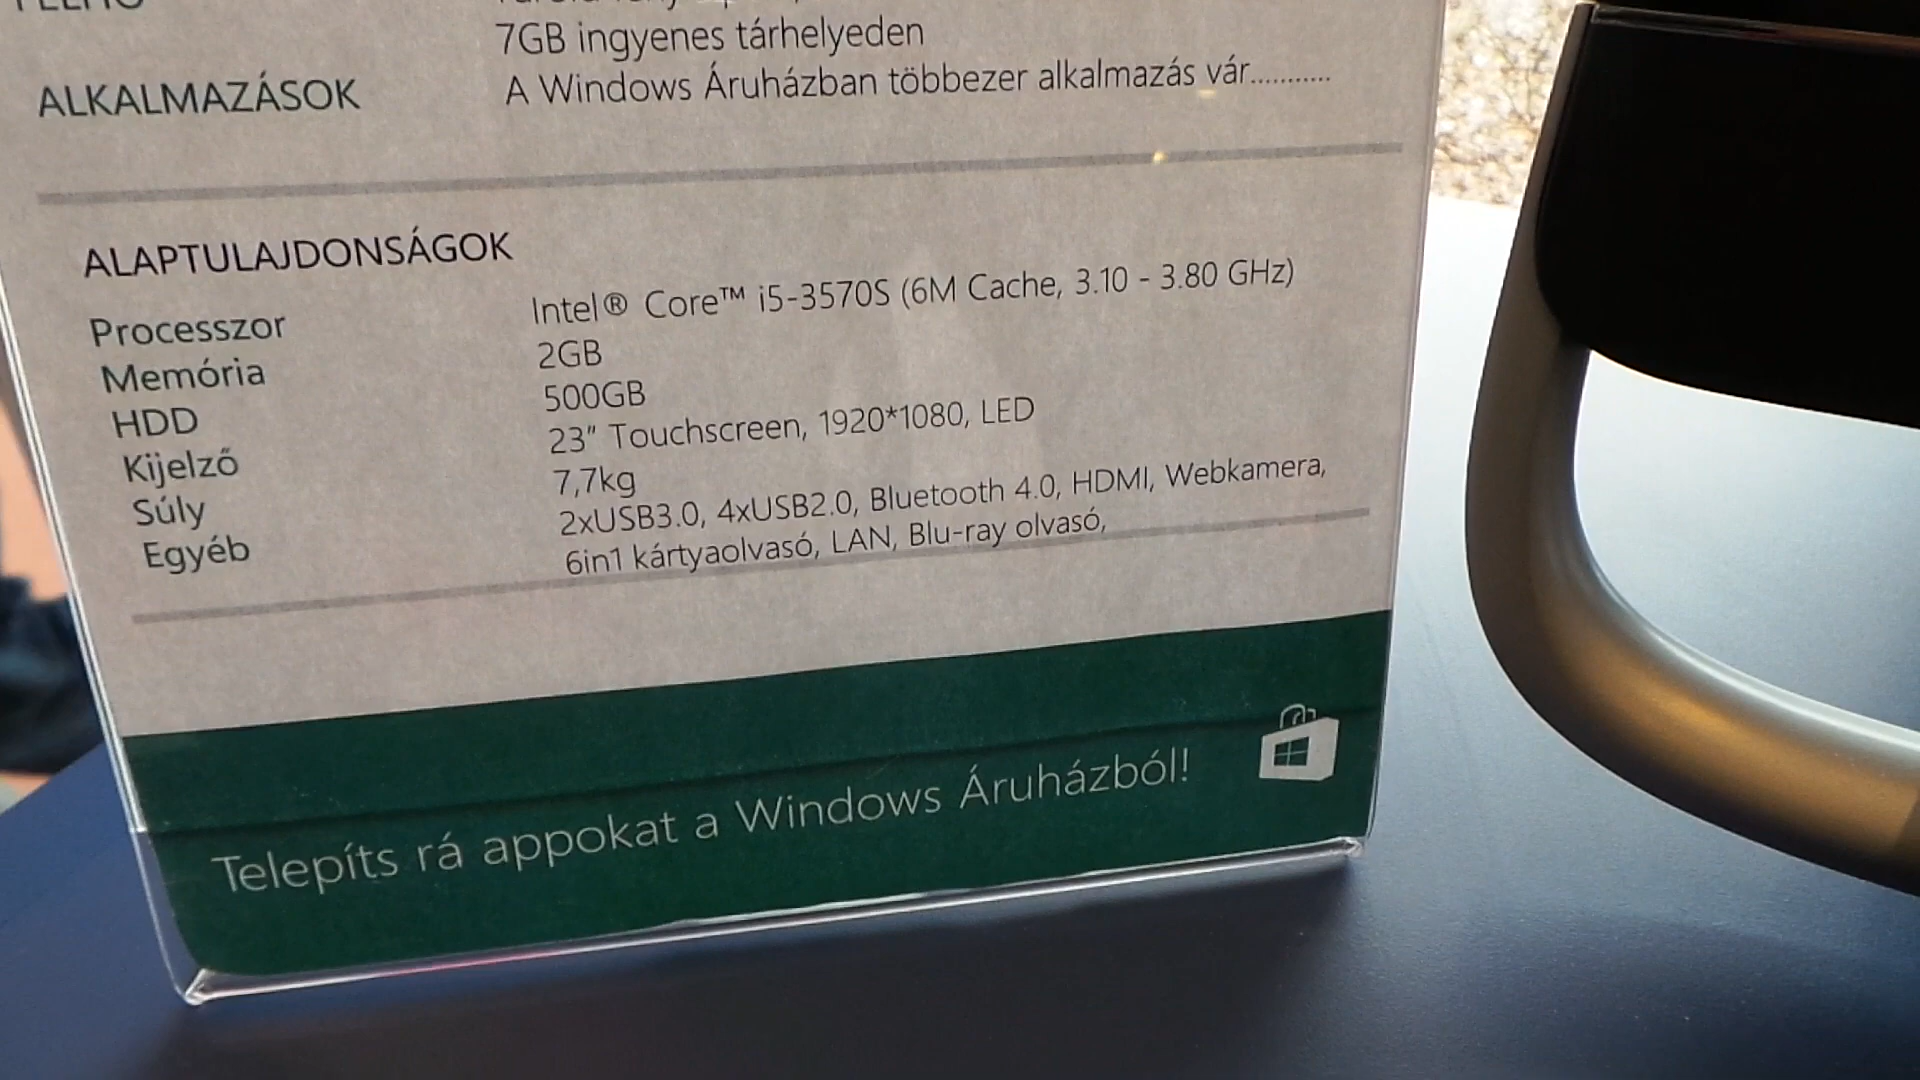 7GB ingyenes tárhelyeden
ALKALMAZÁSOK A Windows Áruházban többezer alkalmazás vár...........
ALAPTULAJDONSÁGOK
Processzor Intel® Core™ i5-3570S (6M Cache, 3.10 - 3.80 GHz)
Memória 2GB
HDD 500GB
Kijelző 23" Touchscreen, 1920*1080, LED
Súly 7,7kg
Egyéb 2xUSB3.0, 4xUSB2.0, Bluetooth 4.0, HDMI, Webkamera,
6in1 kártyaolvasó, LAN, Blu-ray olvasó,
Telepíts rá appokat a Windows Áruházból!